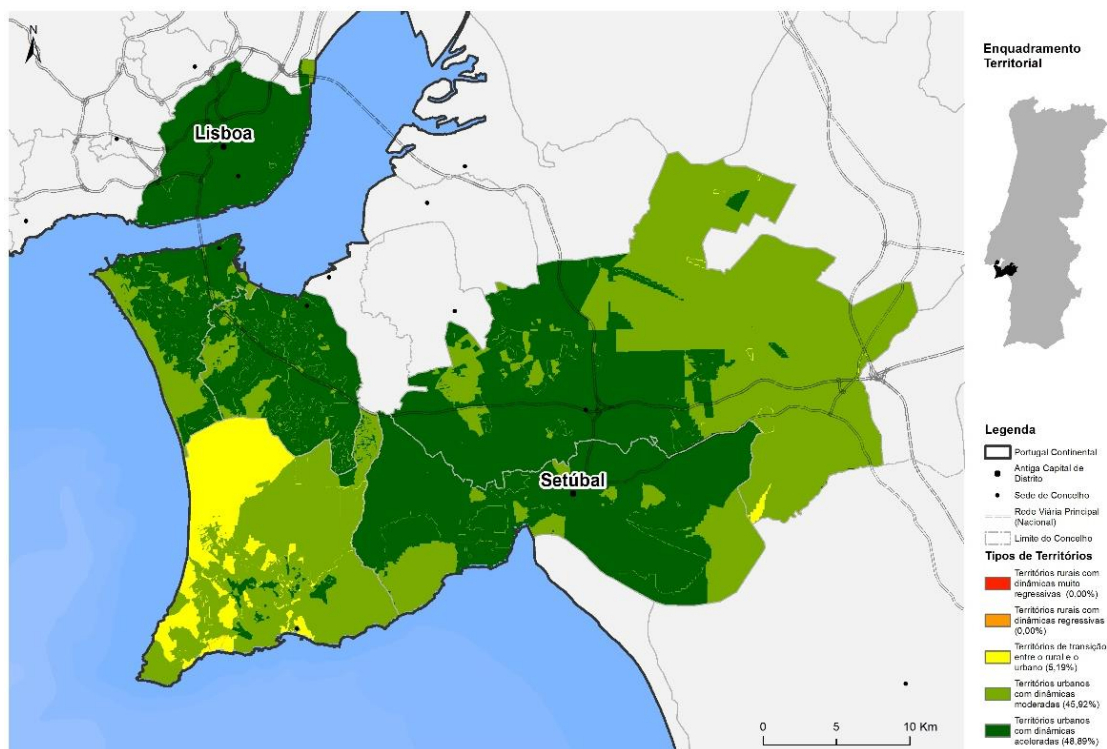 N
Lisboa
Setúbal
0 5 10 Km
Enquadramento
Territorial
Legenda
Portugal Continental
Antiga Capital de
Distrito
Sede de Concelho
Rede Viária Principal
(Nacional)
Limite do Concelho
Tipos de Territórios
Territórios rurais com
dinâmicas muito
regressivas (0,00%)
Territórios rurais com
dinâmicas regressivas
(0,00%)
Territórios de transição
entre o rural e o
urbano (5,19%)
Territórios urbanos
com dinâmicas
moderadas (45,92%)
Territórios urbanos
com dinâmicas
aceleradas (48,89%)